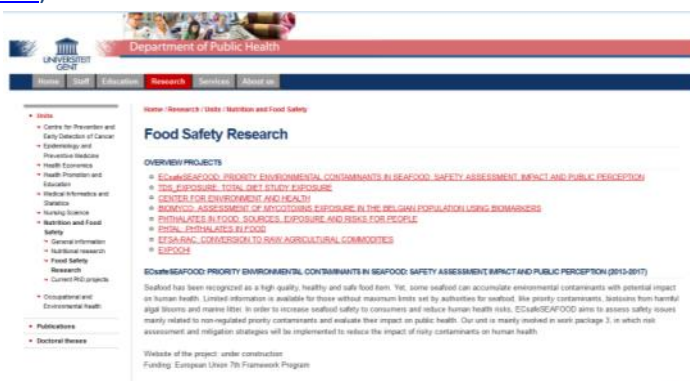 Department of Public Health
UNIVERSITEIT
GENT
Home Staff Education Research Services About us
Units
Centre for Prevention and
Early Detection of Cancer
Epidemiology and
Preventive Medicine
Health Economics
Health Promotion and
Education
Medical Informatics and
Statistics
Nursing Science
Nutrition and Food
Safety
General information
Nutritional research
Food Safety
Research
Current PhD projects
Occupational and
Environmental Health
Publications
Doctoral theses
Home / Research / Units / Nutrition and Food Safety
Food Safety Research
OVERVIEW PROJECTS
ECsafeSEAFOOD: PRIORITY ENVIRONMENTAL CONTAMINANTS IN SEAFOOD: SAFETY ASSESSMENT, IMPACT AND PUBLIC PERCEPTION
TDS_EXPOSURE: TOTAL DIET STUDY EXPOSURE
CENTER FOR ENVIRONMENT AND HEALTH
BIOMYCO: ASSESSMENT OF MYCOTOXINS EXPOSURE IN THE BELGIAN POPULATION USING BIOMARKERS
PHTHALATES IN FOOD: SOURCES, EXPOSURE AND RISKS FOR PEOPLE
PHTAL: PHTHALATES IN FOOD
EFSA-RAC: CONVERSION TO RAW AGRICULTURAL COMMODITIES
EXPOCHI
ECsafeSEAFOOD: PRIORITY ENVIRONMENTAL CONTAMINANTS IN SEAFOOD: SAFETY ASSESSMENT, IMPACT AND PUBLIC PERCEPTION (2013-2017)
Seafood has been recognized as a high quality, healthy and safe food item. Yet, some seafood can accumulate environmental contaminants with potential impact
on human health. Limited information is available for those without maximum limits set by authorities for seafood, like priority contaminants, biotoxins from harmful
algal blooms and marine litter. In order to increase seafood safety to consumers and reduce human health risks, ECsafeSEAFOOD aims to assess safety issues
mainly related to non-regulated priority contaminants and evaluate their impact on public health. Our unit is mainly involved in work package 3, in which risk
assessment and mitigation strategies will be implemented to reduce the impact of risky contaminants on human health
Website of the project: under construction
Funding: European Union 7th Framework Program